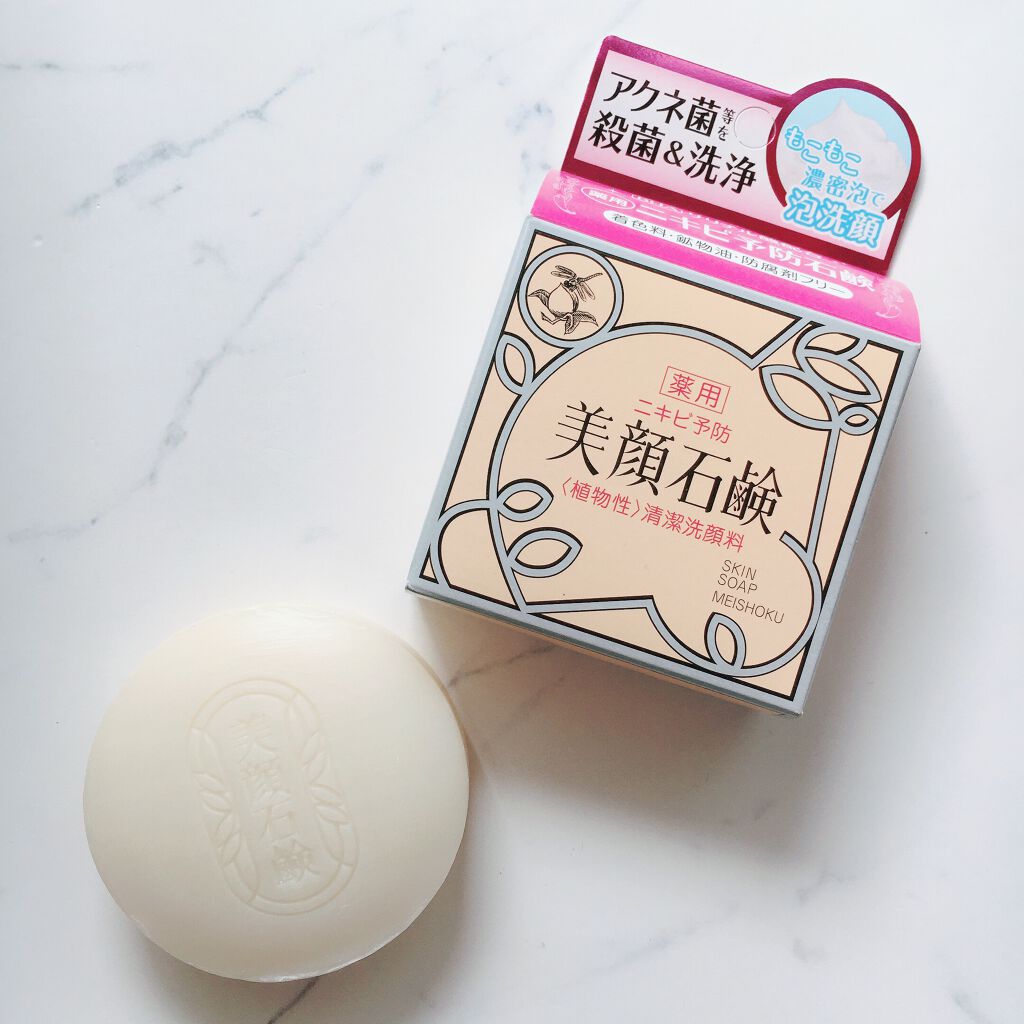 アクネ菌等を
殺菌&洗浄
もこもこ
濃密泡で
泡洗顔
薬用
ニキビ予防石鹸
着色料・鉱物油・防腐剤フリー
薬用
ニキビ予防
美顔石鹸
〈植物性〉清潔洗顔料
SKIN
SOAP
MEISHOKU
美顔石鹸